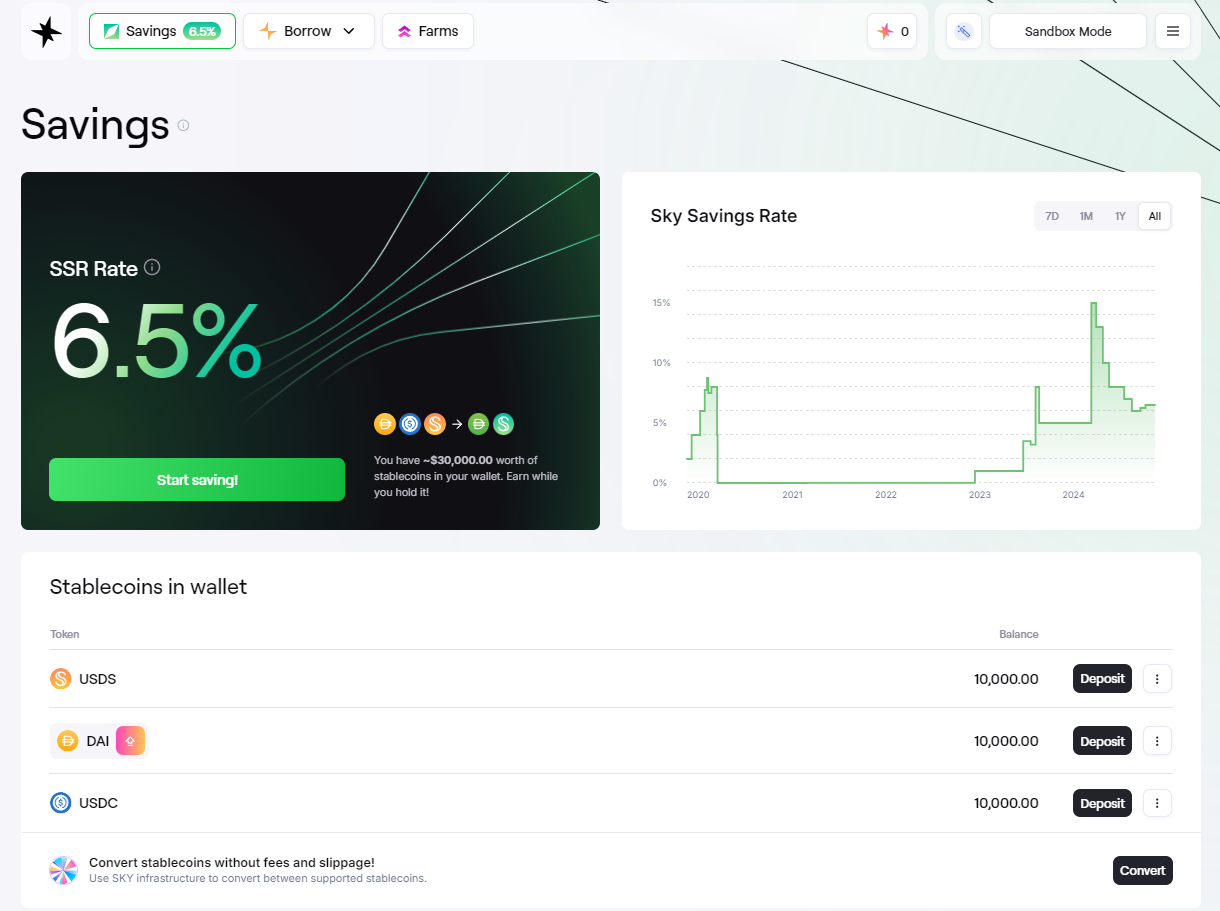 Savings 6.5%
Borrow
Farms
0
Sandbox Mode
Savings
SSR Rate
6.5%
Start saving!
You have ~$30,000.00 worth of
stablecoins in your wallet. Earn while
you hold it!
Sky Savings Rate
7D 1M 1Y All
15%
10%
5%
0%
2020 2021 2022 2023 2024
Stablecoins in wallet
Token Balance
USDS 10,000.00 Deposit
DAI 10,000.00 Deposit
USDC 10,000.00 Deposit
Convert stablecoins without fees and slippage!
Use SKY infrastructure to convert between supported stablecoins.
Convert